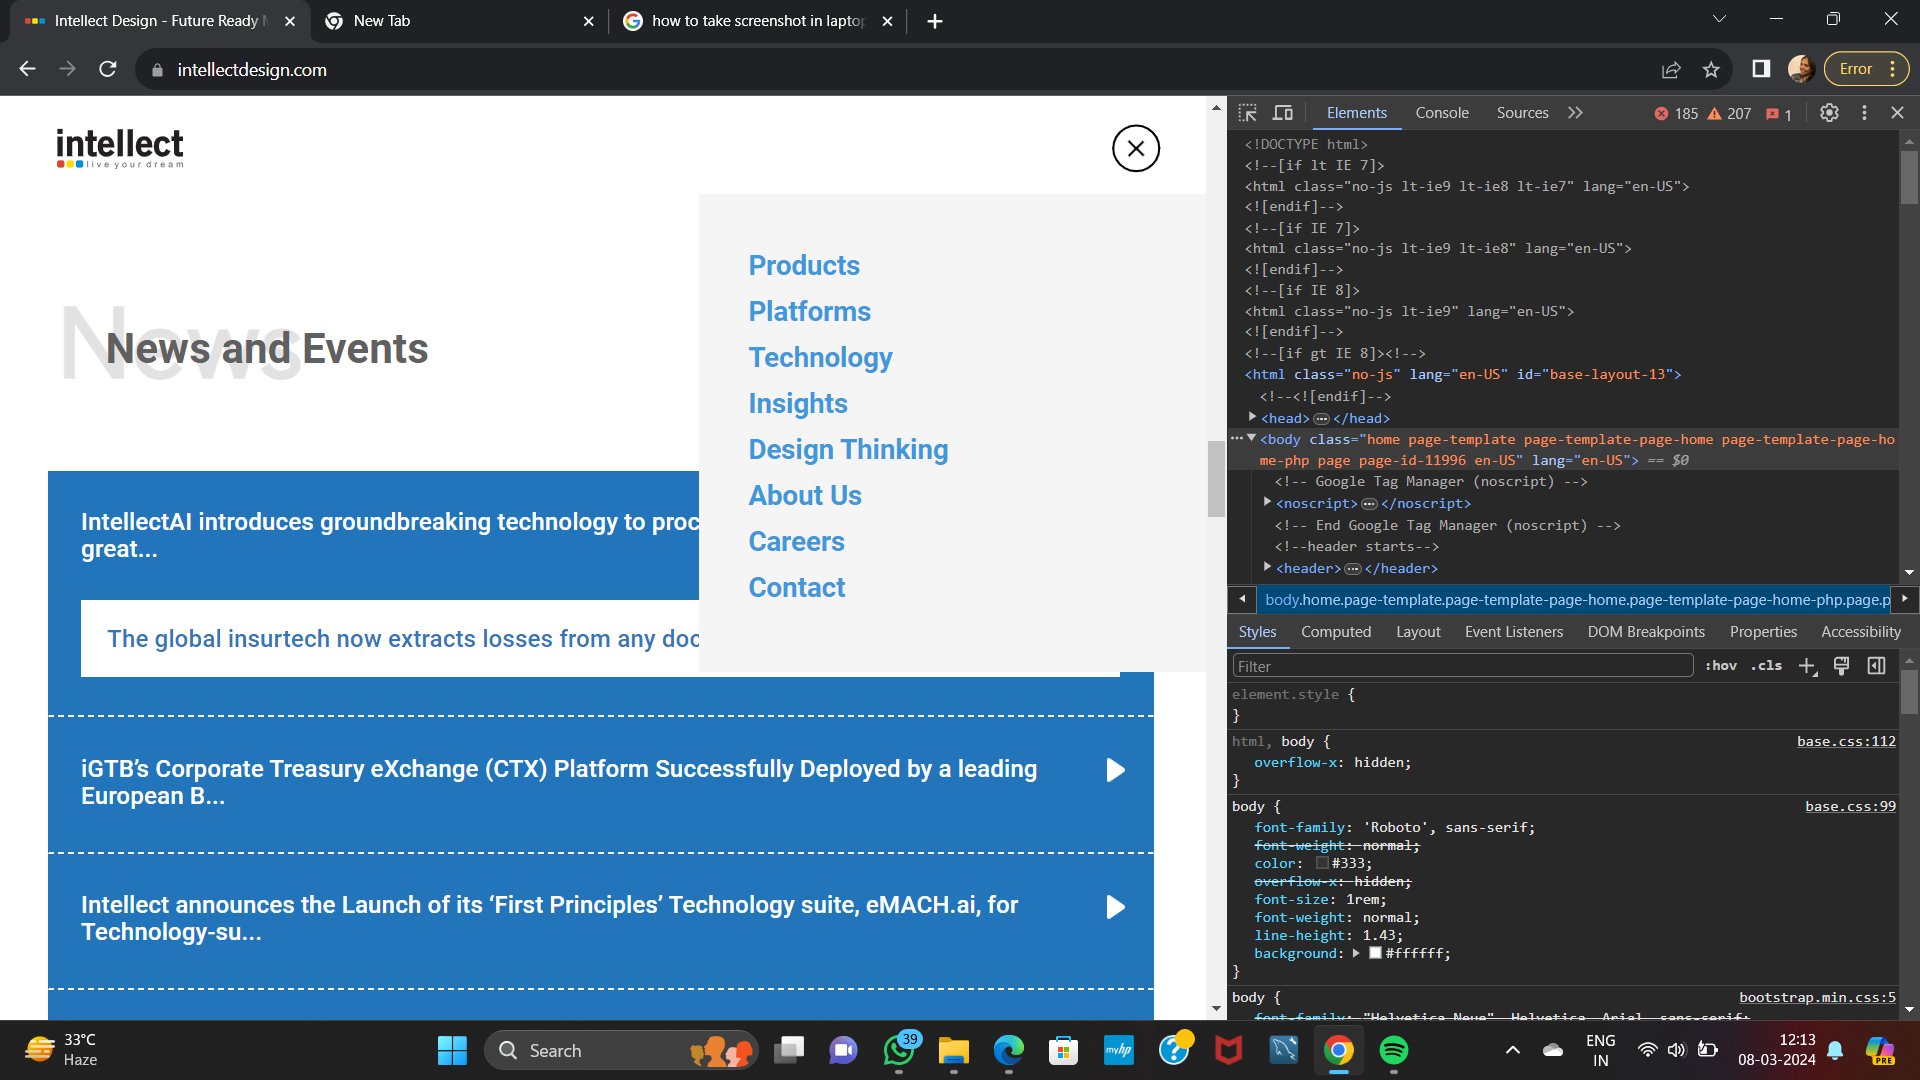 Intellect Design - Future Ready
New Tab
how to take screenshot in laptop
intellectdesign.com
Error
intellect
live your dream
News
News and Events
Products
Platforms
Technology
Insights
Design Thinking
About Us
Careers
Contact
IntellectAI introduces groundbreaking technology to proc
great...
The global insurtech now extracts losses from any doc
iGTB’s Corporate Treasury eXchange (CTX) Platform Successfully Deployed by a leading
European B...
Intellect announces the Launch of its ‘First Principles’ Technology suite, eMACH.ai, for
Technology-su...
Elements Console Sources 185 207 1
<!DOCTYPE html>
<!--[if lt IE 7]>
<html class="no-js lt-ie9 lt-ie8 lt-ie7" lang="en-US">
<![endif]-->
<!--[if IE 7]>
<html class="no-js lt-ie9 lt-ie8" lang="en-US">
<![endif]-->
<!--[if IE 8]>
<html class="no-js lt-ie9" lang="en-US">
<![endif]-->
<!--[if gt IE 8]><!-->
<html class="no-js" lang="en-US" id="base-layout-13">
<!--<![endif]-->
<head>…</head>
<body class="home page-template page-template-page-home page-template-page-ho
me-php page page-id-11996 en-US" lang="en-US"> == $0
<!-- Google Tag Manager (noscript) -->
<noscript>…</noscript>
<!-- End Google Tag Manager (noscript) -->
<!--header starts-->
<header>…</header>
body.home.page-template.page-template-page-home.page-template-page-home-php.page.p
Styles Computed Layout Event Listeners DOM Breakpoints Properties Accessibility
Filter :hov .cls
element.style {
}
html, body { base.css:112
overflow-x: hidden;
}
body { base.css:99
font-family: 'Roboto', sans-serif;
font-weight: normal;
color: #333;
overflow-x: hidden;
font-size: 1rem;
font-weight: normal;
line-height: 1.43;
background: #ffffff;
}
body { bootstrap.min.css:5
font-family: "Helvetica Neue", Helvetica, Arial, sans-serif;
33°C
Haze
Search
39
myhp
PRE
ENG
IN
12:13
08-03-2024